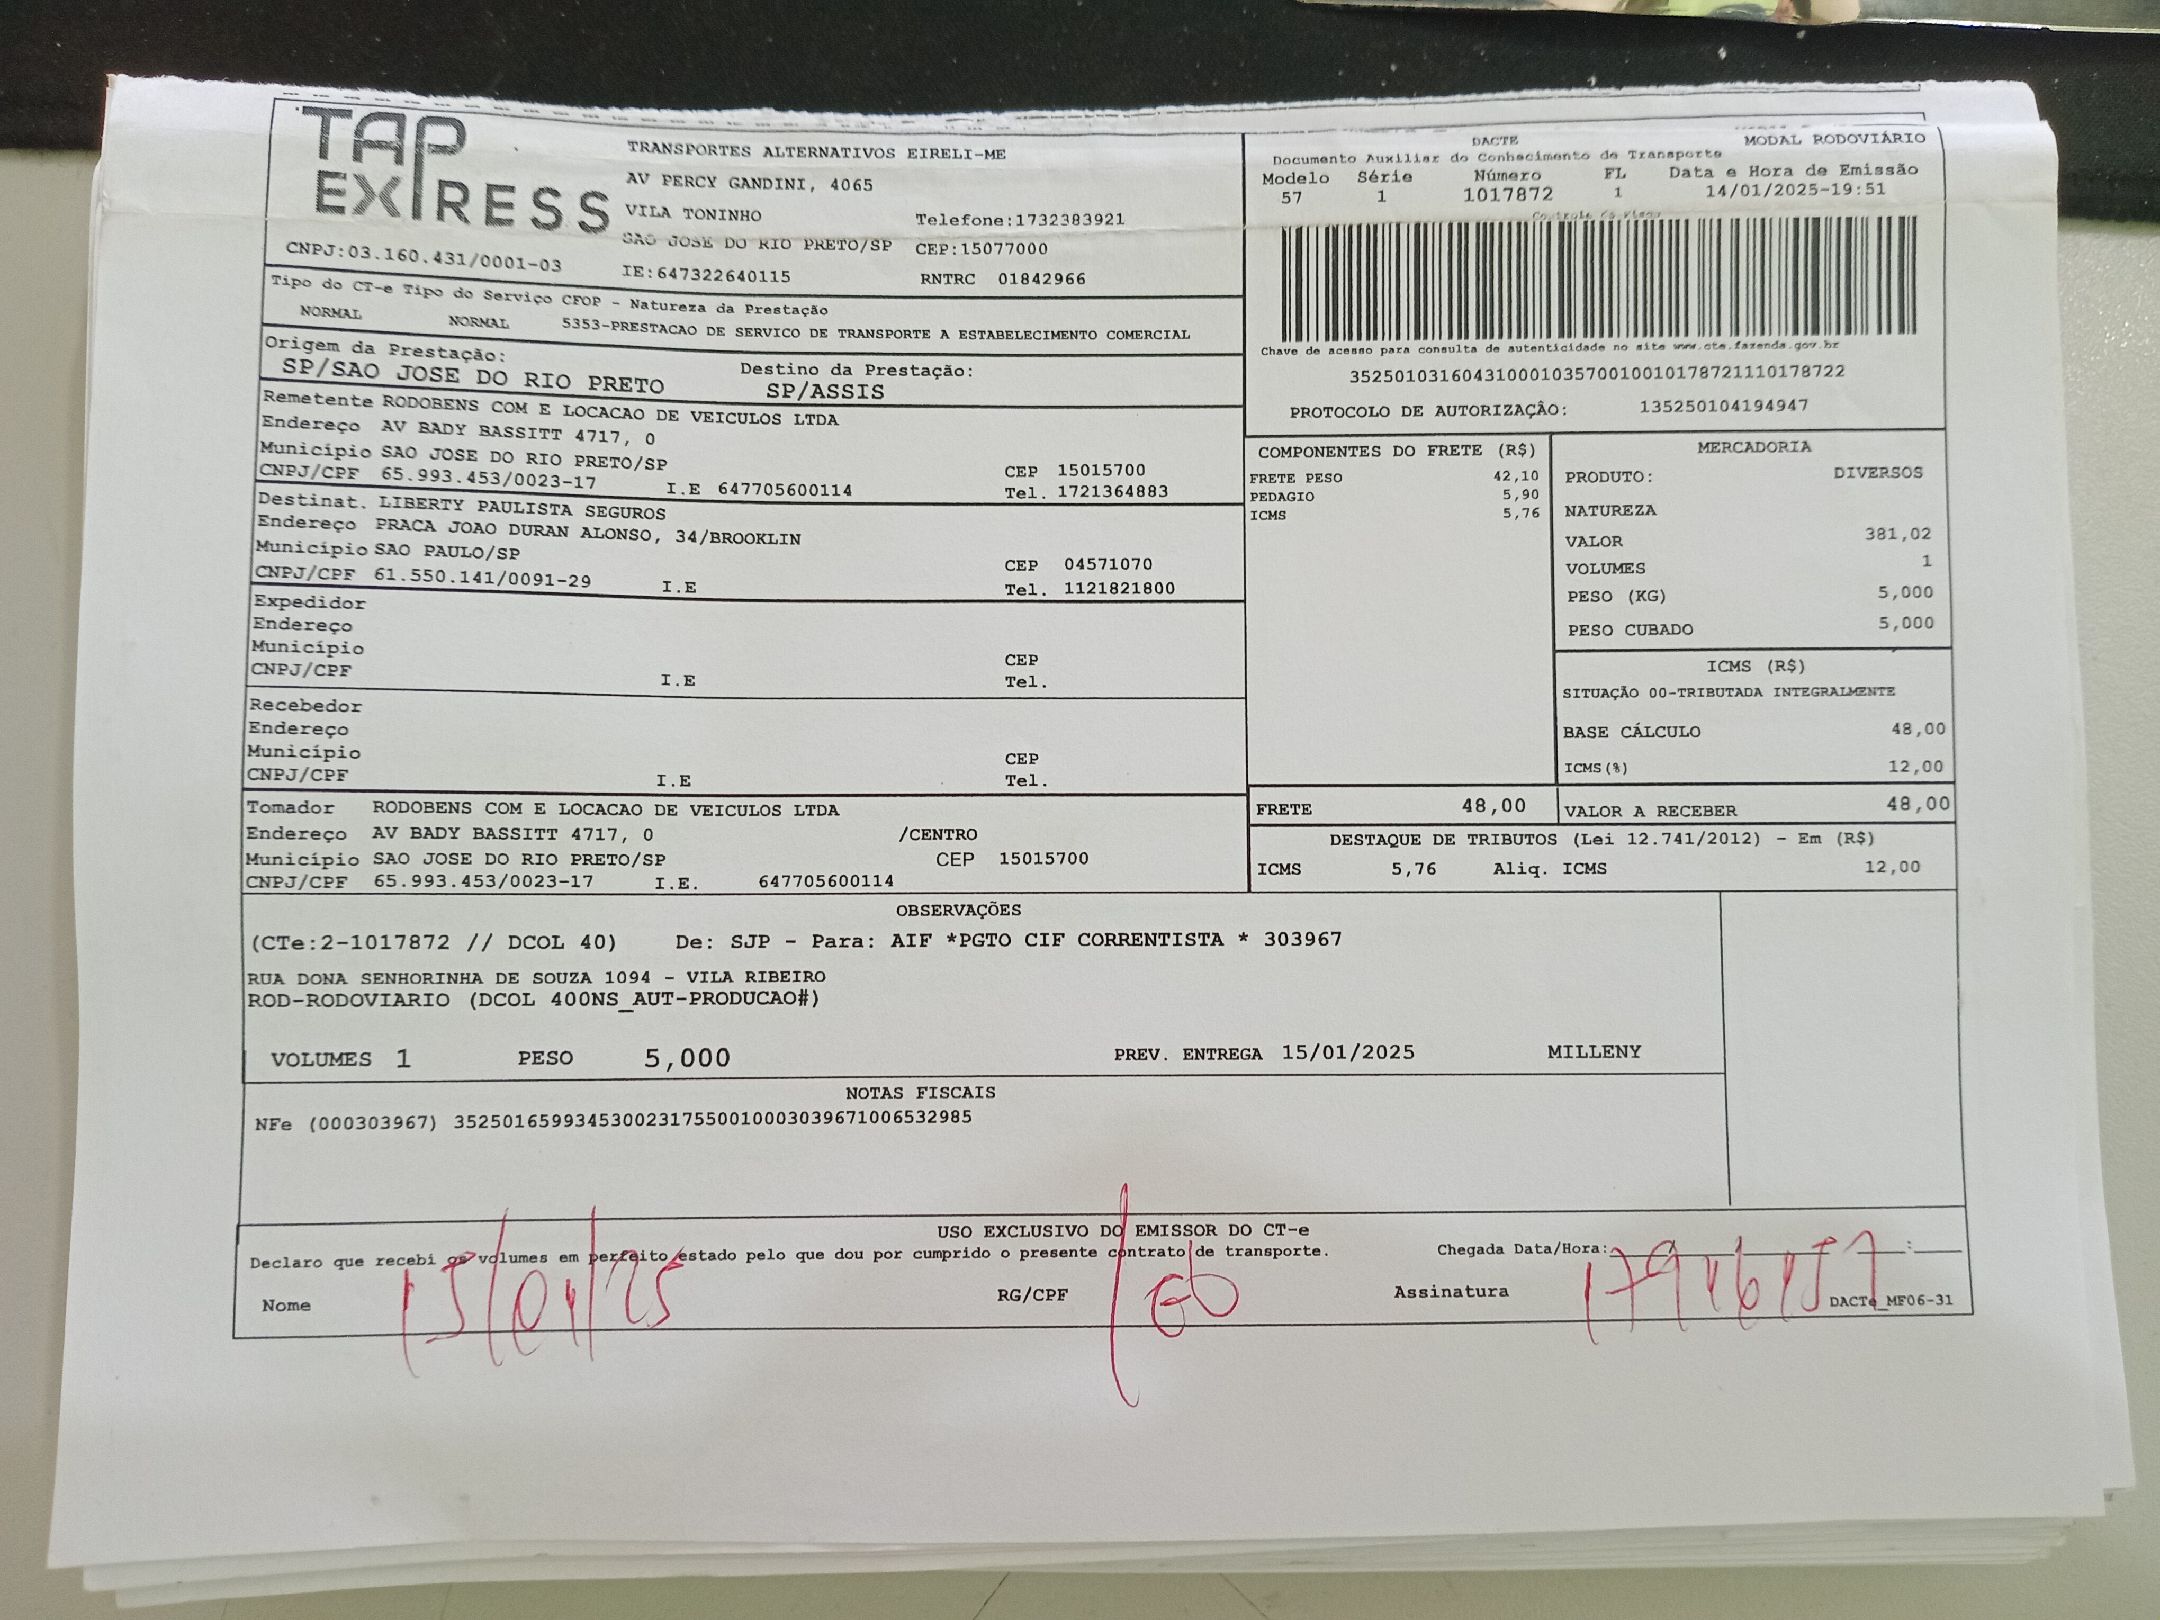 TAP EXPRESS
TRANSPORTES ALTERNATIVOS EIRELI-ME
AV PERCY GANDINI, 4065
VILA TONINHO Telefone:1732383921
SAO JOSE DO RIO PRETO/SP CEP:15077000
CNPJ:03.160.431/0001-03 IE:647322640115 RNTRC 01842966
DACTE MODAL RODOVIÁRIO
Documento Auxiliar do Conhecimento de Transporte
Modelo Série Número FL Data e Hora de Emissão
57 1 1017872 1 14/01/2025-19:51
Tipo do CT-e Tipo do Serviço CFOP - Natureza da Prestação
NORMAL NORMAL 5353-PRESTACAO DE SERVICO DE TRANSPORTE A ESTABELECIMENTO COMERCIAL
Chave de acesso para consulta de autenticidade no site www.cte.fazenda.gov.br
35250103160431000103570010010178721110178722
PROTOCOLO DE AUTORIZAÇÂO: 135250104194947
Origem da Prestação: Destino da Prestação:
SP/SAO JOSE DO RIO PRETO SP/ASSIS
Remetente RODOBENS COM E LOCACAO DE VEICULOS LTDA
Endereço AV BADY BASSITT 4717, 0
Município SAO JOSE DO RIO PRETO/SP CEP 15015700
CNPJ/CPF 65.993.453/0023-17 I.E 647705600114 Tel. 1721364883
Destinat. LIBERTY PAULISTA SEGUROS
Endereço PRACA JOAO DURAN ALONSO, 34/BROOKLIN
Município SAO PAULO/SP CEP 04571070
CNPJ/CPF 61.550.141/0091-29 I.E Tel. 1121821800
Expedidor
Endereço
Município CEP
CNPJ/CPF I.E Tel.
Recebedor
Endereço
Município CEP
CNPJ/CPF I.E Tel.
Tomador RODOBENS COM E LOCACAO DE VEICULOS LTDA
Endereço AV BADY BASSITT 4717, 0 /CENTRO
Município SAO JOSE DO RIO PRETO/SP CEP 15015700
CNPJ/CPF 65.993.453/0023-17 I.E. 647705600114
COMPONENTES DO FRETE (R$)
FRETE PESO 42,10
PEDAGIO 5,90
ICMS 5,76
MERCADORIA
PRODUTO: DIVERSOS
NATUREZA
VALOR 381,02
VOLUMES 1
PESO (KG) 5,000
PESO CUBADO 5,000
ICMS (R$)
SITUAÇÃO 00-TRIBUTADA INTEGRALMENTE
BASE CÁLCULO 48,00
ICMS(%) 12,00
FRETE 48,00 VALOR A RECEBER 48,00
DESTAQUE DE TRIBUTOS (Lei 12.741/2012) - Em (R$)
ICMS 5,76 Aliq. ICMS 12,00
OBSERVAÇÕES
(CTe:2-1017872 // DCOL 40) De: SJP - Para: AIF *PGTO CIF CORRENTISTA * 303967
RUA DONA SENHORINHA DE SOUZA 1094 - VILA RIBEIRO
ROD-RODOVIARIO (DCOL 400NS_AUT-PRODUCAO#)
VOLUMES 1 PESO 5,000 PREV. ENTREGA 15/01/2025 MILLENY
NOTAS FISCAIS
NFe (000303967) 35250165993453002317550010003039671006532985
USO EXCLUSIVO DO EMISSOR DO CT-e
Declaro que recebi os volumes em perfeito estado pelo que dou por cumprido o presente contrato de transporte. Chegada Data/Hora:___/___/___ ___:___
Nome 15/01/25 RG/CPF Assinatura
DACTe_MF06-31